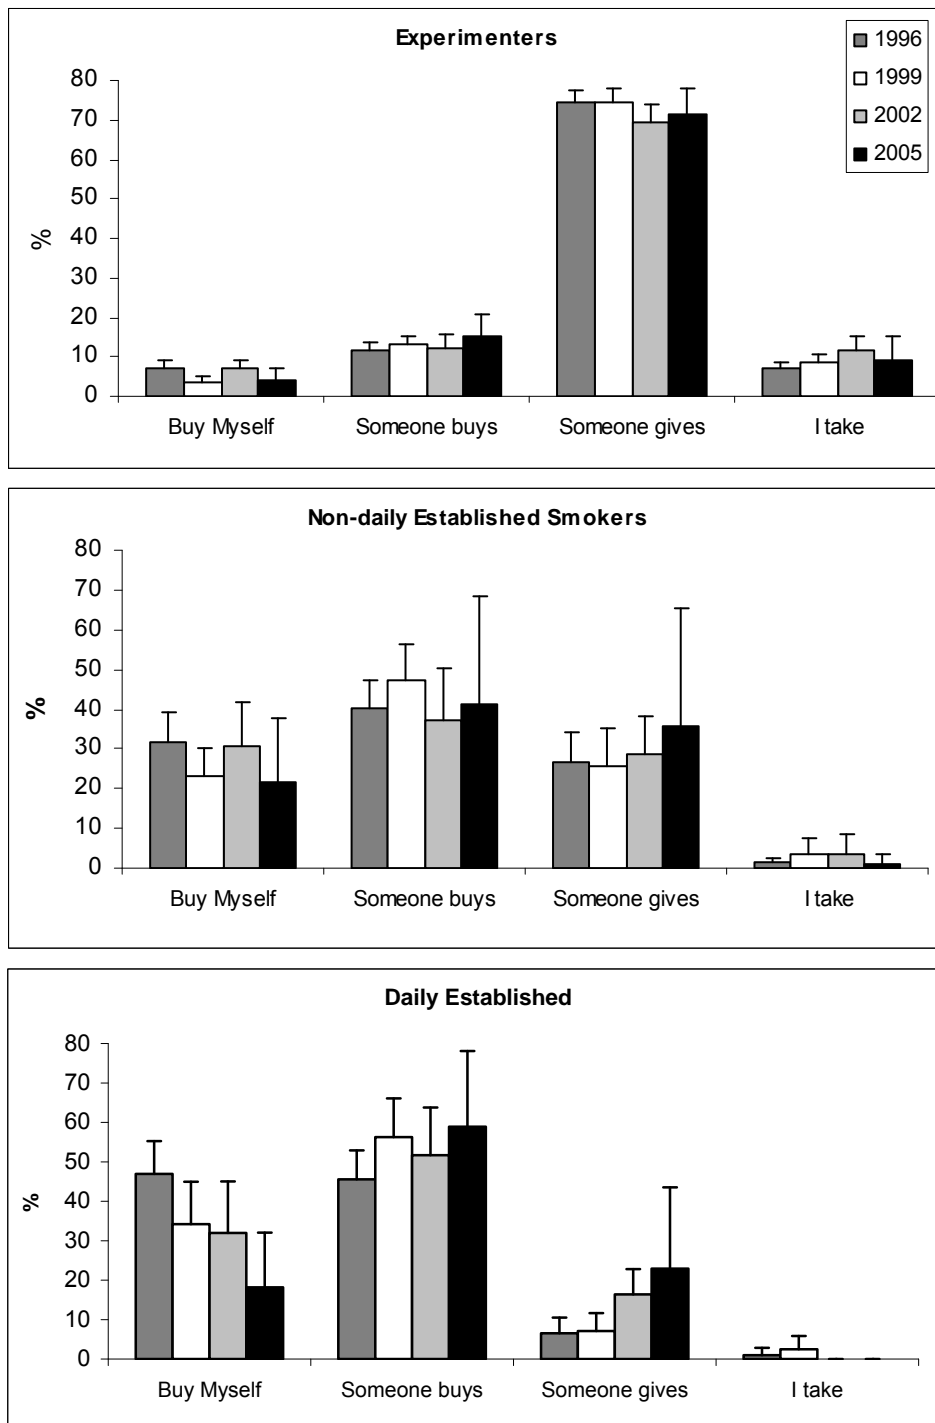 Experimenters
1996
1999
2002
2005
80
70
60
50
40
30
20
10
0
%
Buy Myself
Someone buys
Someone gives
I take
Non-daily Established Smokers
80
70
60
50
40
30
20
10
0
%
Buy Myself
Someone buys
Someone gives
I take
Daily Established
80
70
60
50
40
30
20
10
0
%
Buy Myself
Someone buys
Someone gives
I take